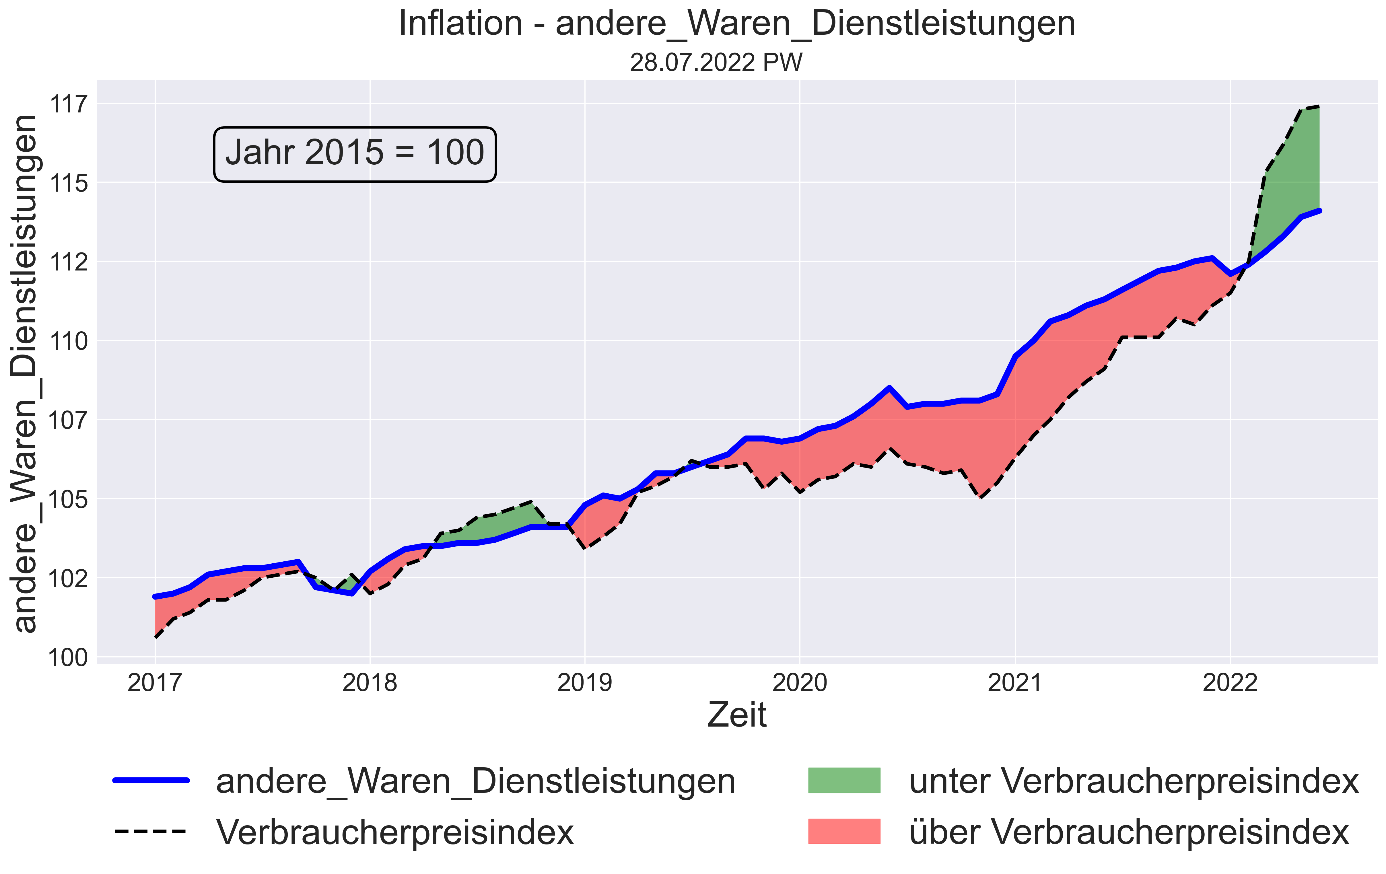 Inflation - andere_Waren_Dienstleistungen
28.07.2022 PW
Jahr 2015 = 100
andere_Waren_Dienstleistungen
117
115
112
110
107
105
102
100
2017 2018 2019 2020 2021 2022
Zeit
andere_Waren_Dienstleistungen
Verbraucherpreisindex
unter Verbraucherpreisindex
über Verbraucherpreisindex